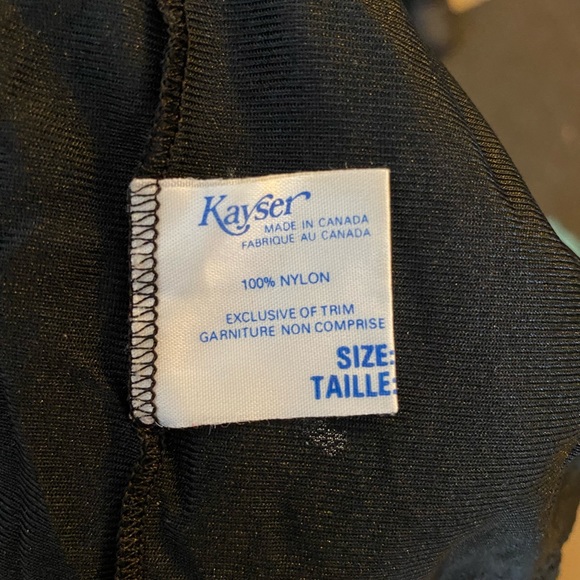 Kayser
MADE IN CANADA
FABRIQUE AU CANADA
100% NYLON
EXCLUSIVE OF TRIM
GARNITURE NON COMPRISE
SIZE:
TAILLE: